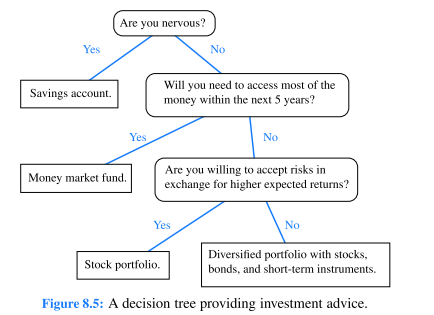 Are you nervous?
Yes
No
Savings account.
Will you need to access most of the
money within the next 5 years?
Yes
No
Money market fund.
Are you willing to accept risks in
exchange for higher expected returns?
Yes
No
Stock portfolio.
Diversified portfolio with stocks,
bonds, and short-term instruments.
Figure 8.5: A decision tree providing investment advice.